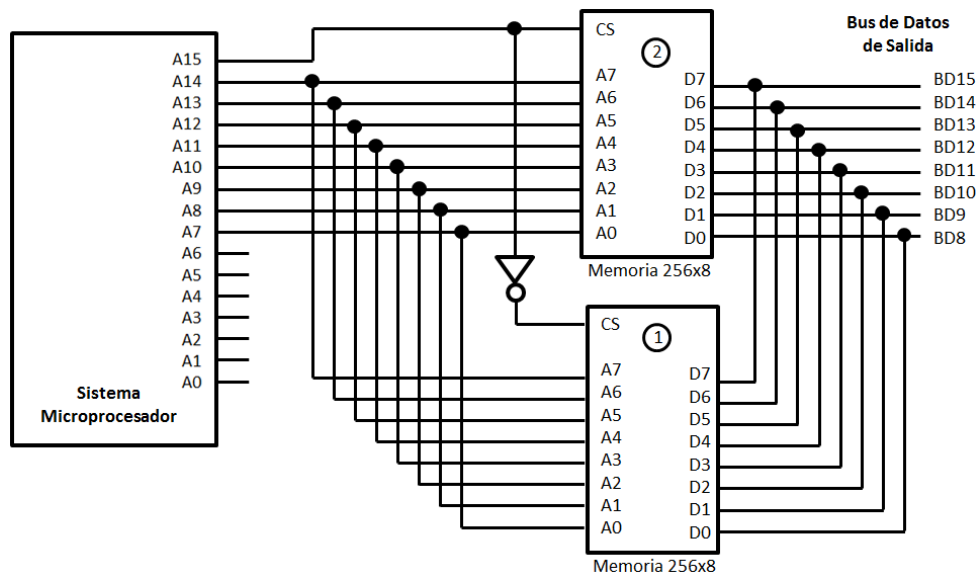 Sistema
Microprocesador
A15
A14
A13
A12
A11
A10
A9
A8
A7
A6
A5
A4
A3
A2
A1
A0
CS
2
A7
A6
A5
A4
A3
A2
A1
A0
D7
D6
D5
D4
D3
D2
D1
D0
Memoria 256x8
CS
1
A7
A6
A5
A4
A3
A2
A1
A0
D7
D6
D5
D4
D3
D2
D1
D0
Memoria 256x8
Bus de Datos
de Salida
BD15
BD14
BD13
BD12
BD11
BD10
BD9
BD8